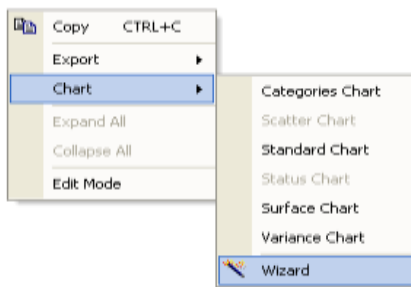 Copy CTRL+C
Export
Chart
Expand All
Collapse All
Edit Mode
Categories Chart
Scatter Chart
Standard Chart
Status Chart
Surface Chart
Variance Chart
Wizard